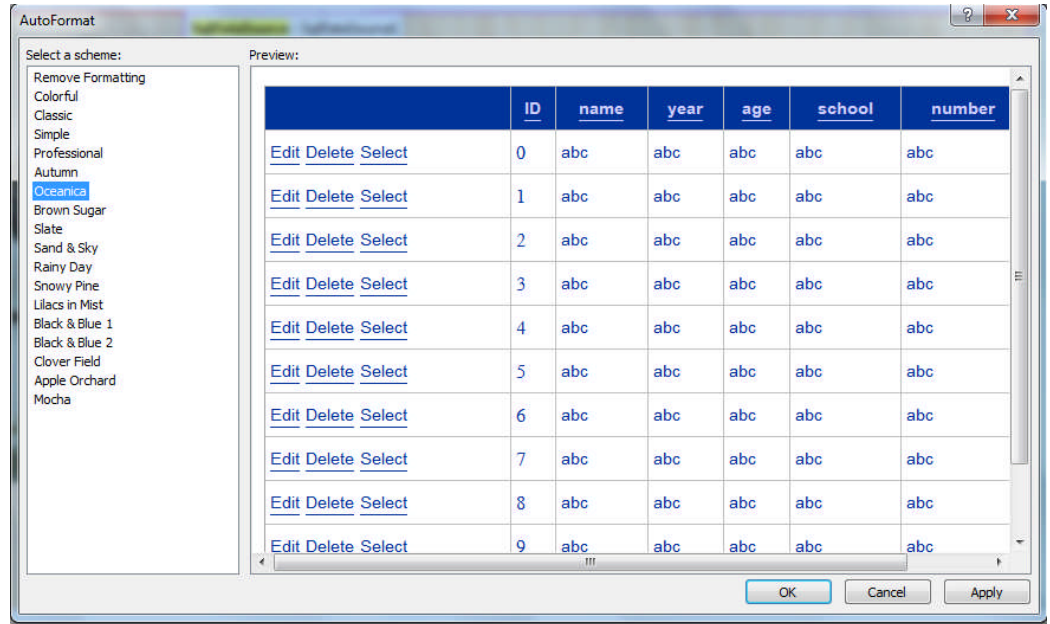 AutoFormat
Select a scheme:
Remove Formatting
Colorful
Classic
Simple
Professional
Autumn
Oceanica
Brown Sugar
Slate
Sand & Sky
Rainy Day
Snowy Pine
Lilacs in Mist
Black & Blue 1
Black & Blue 2
Clover Field
Apple Orchard
Mocha
Preview:
ID name year age school number
Edit Delete Select 0 abc abc abc abc abc
Edit Delete Select 1 abc abc abc abc abc
Edit Delete Select 2 abc abc abc abc abc
Edit Delete Select 3 abc abc abc abc abc
Edit Delete Select 4 abc abc abc abc abc
Edit Delete Select 5 abc abc abc abc abc
Edit Delete Select 6 abc abc abc abc abc
Edit Delete Select 7 abc abc abc abc abc
Edit Delete Select 8 abc abc abc abc abc
Edit Delete Select 9 abc abc abc abc abc
OK Cancel Apply